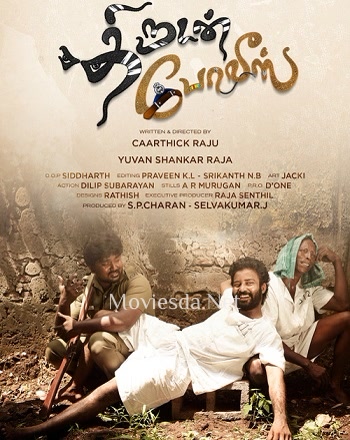 திருடன்
போலீஸ்
WRITTEN & DIRECTED BY
CAARTHICK RAJU
YUVAN SHANKAR RAJA
D.O.P SIDDHARTH EDITING PRAVEEN K.L - SRIKANTH N.B ART JACKI
ACTION DILIP SUBARAYAN STILLS A R MURUGAN P.R.O. D'ONE
DESIGNS RATHISH EXECUTIVE PRODUCER RAJA SENTHIL
PRODUCED BY S.P.CHARAN - SELVAKUMAR.J
Moviesda.Net